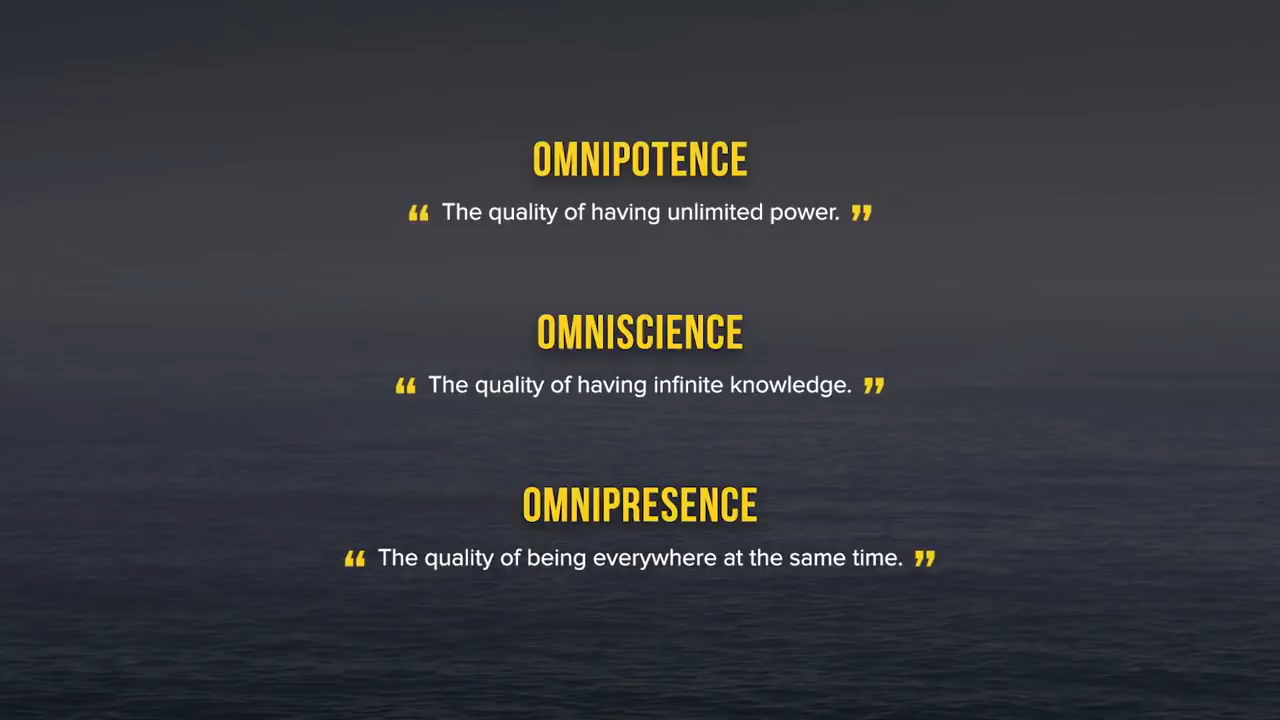 OMNIPOTENCE
“ The quality of having unlimited power. ”
OMNISCIENCE
“ The quality of having infinite knowledge. ”
OMNIPRESENCE
“ The quality of being everywhere at the same time. ”